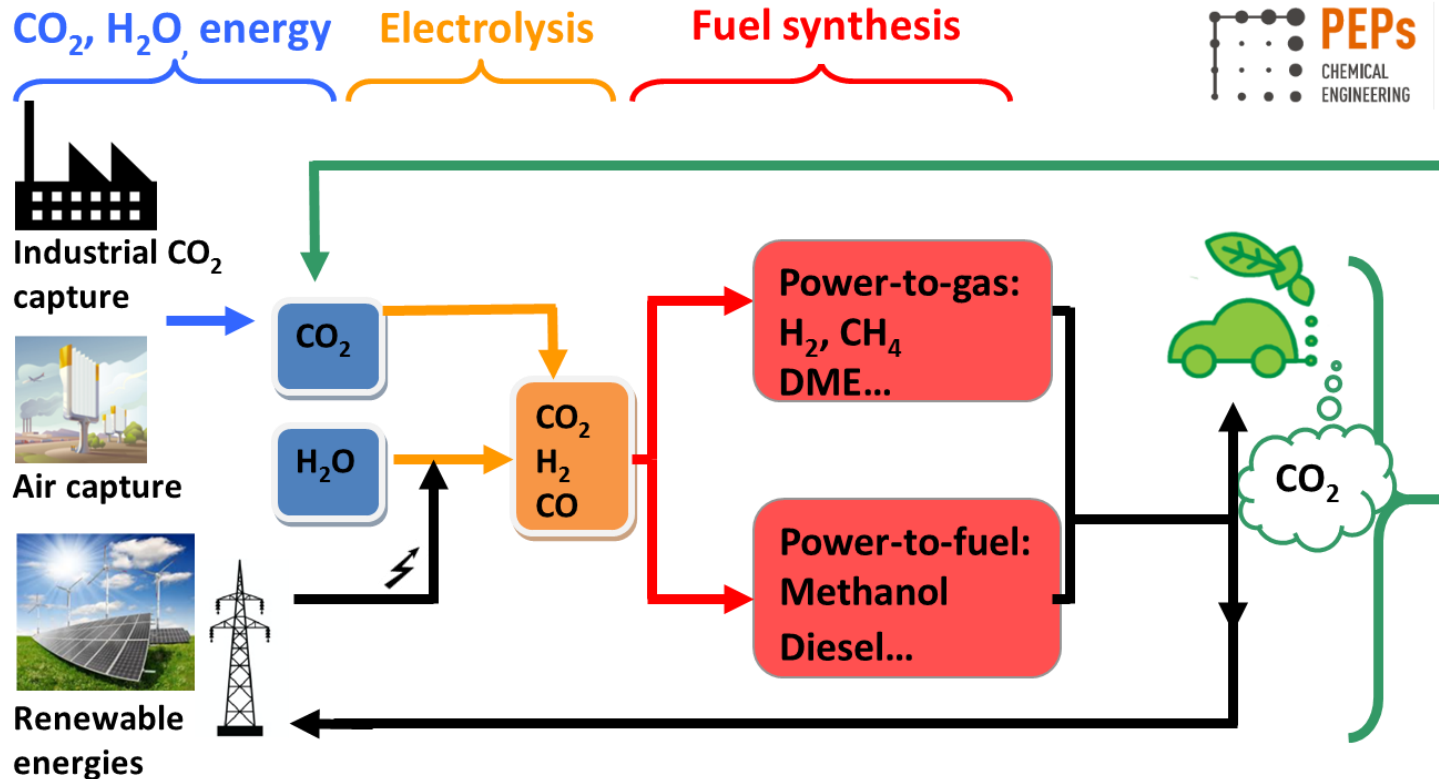 CO₂, H₂O, energy
Electrolysis
Fuel synthesis
PEPs
CHEMICAL
ENGINEERING
Industrial CO₂
capture
Air capture
Renewable
energies
CO₂
H₂O
CO₂
H₂
CO
Power-to-gas:
H₂, CH₄
DME…
Power-to-fuel:
Methanol
Diesel…
CO₂